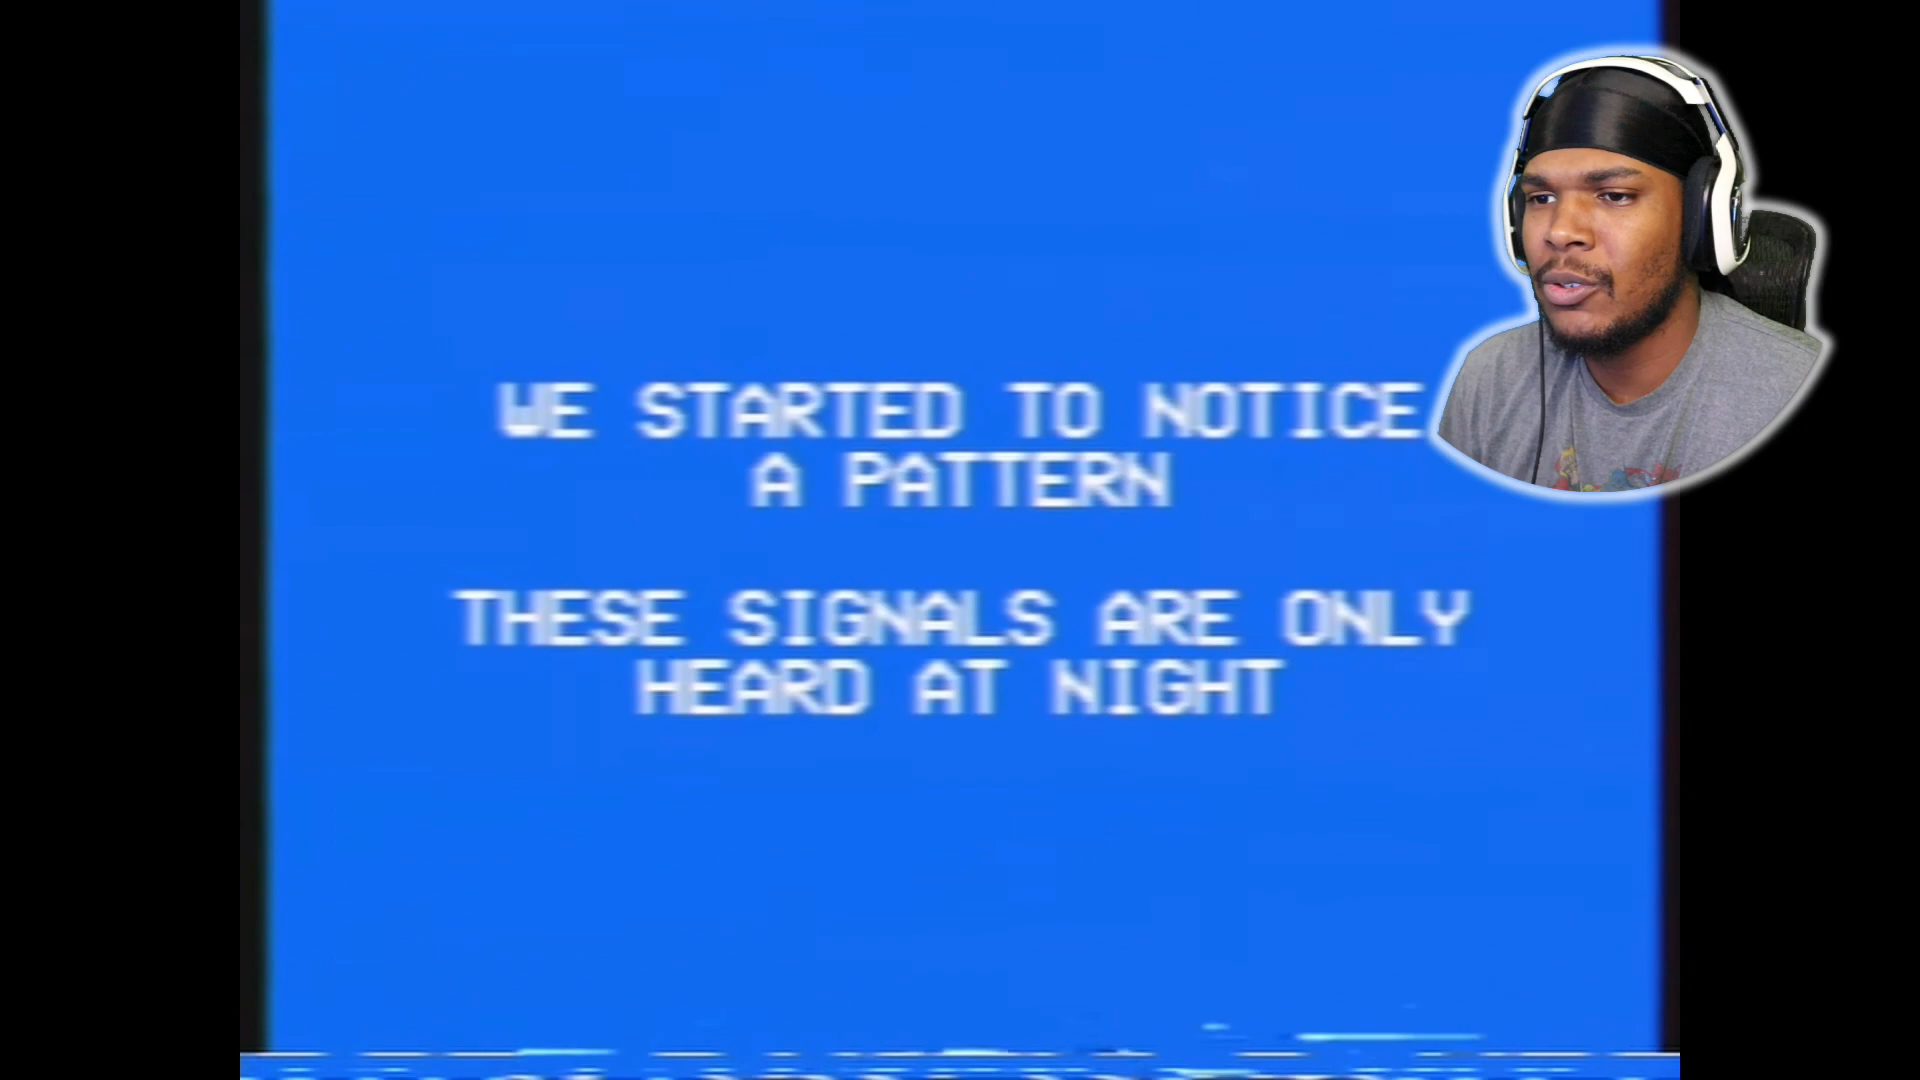 WE STARTED TO NOTICE
A PATTERN
THESE SIGNALS ARE ONLY
HEARD AT NIGHT